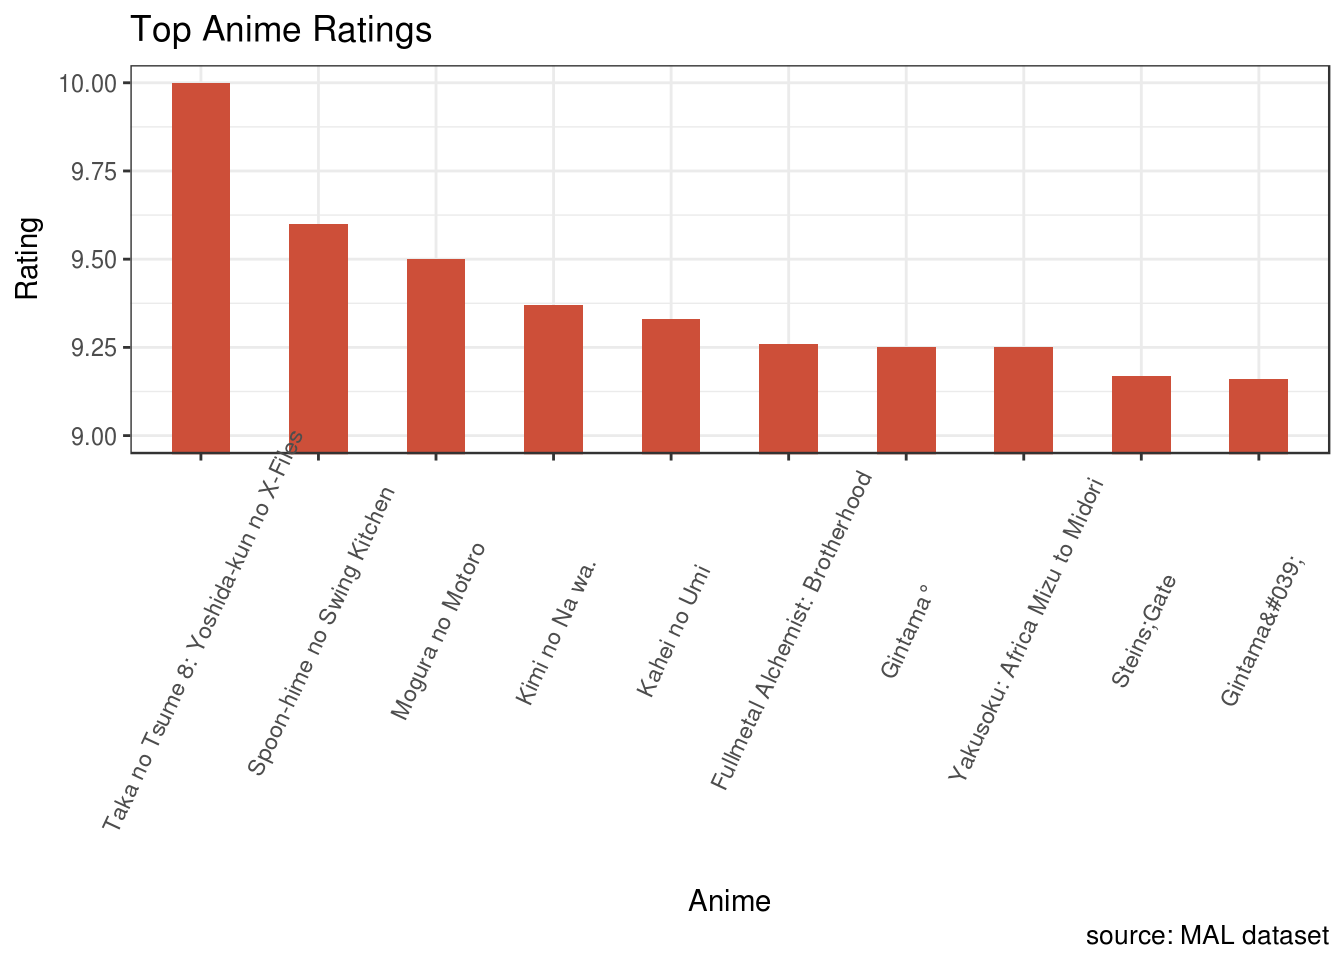 Top Anime Ratings
Rating
10.00
9.75
9.50
9.25
9.00
Taka no Tsume 8: Yoshida-kun no X-Files
Spoon-hime no Swing Kitchen
Mogura no Motoro
Kimi no Na wa.
Kahei no Umi
Fullmetal Alchemist: Brotherhood
Gintama°
Yakusoku: Africa Mizu to Midori
Steins;Gate
Gintama&#039;
Anime
source: MAL dataset